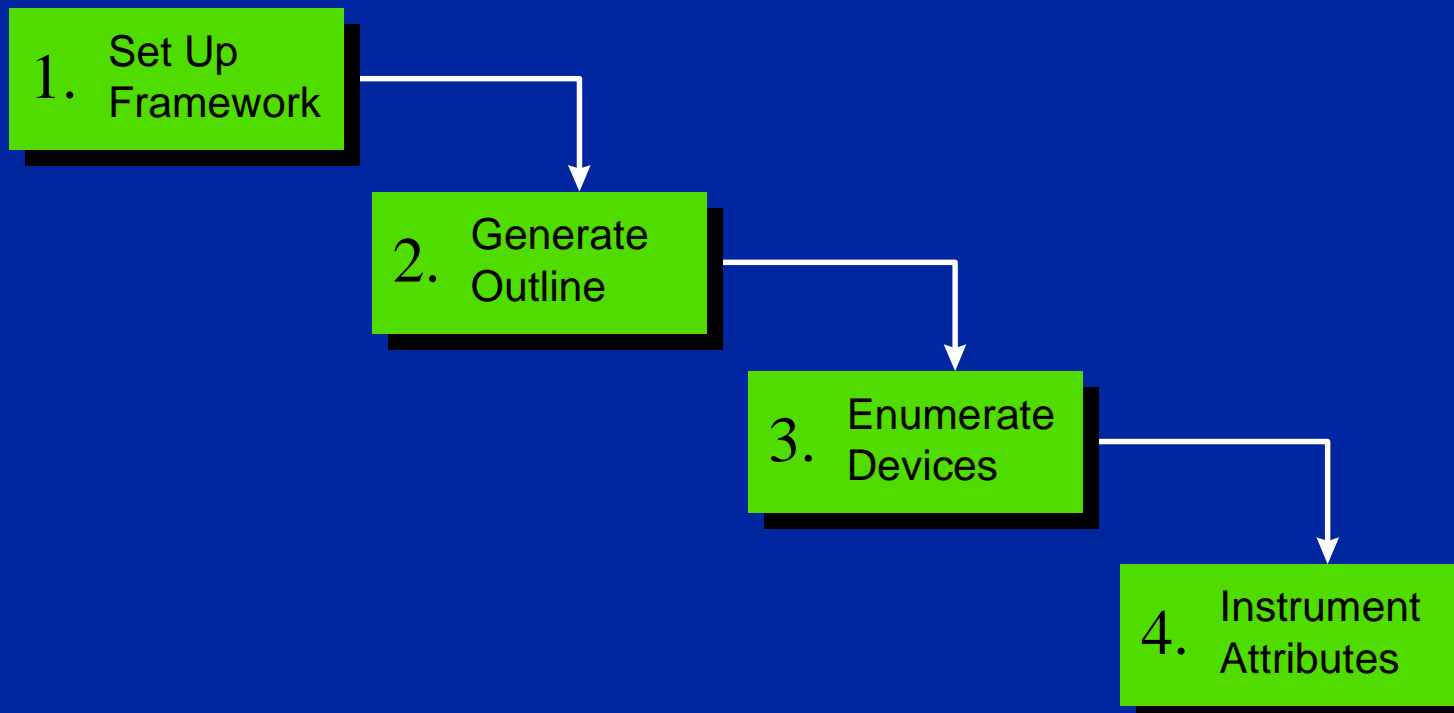 1. Set Up
Framework
2. Generate
Outline
3. Enumerate
Devices
4. Instrument
Attributes